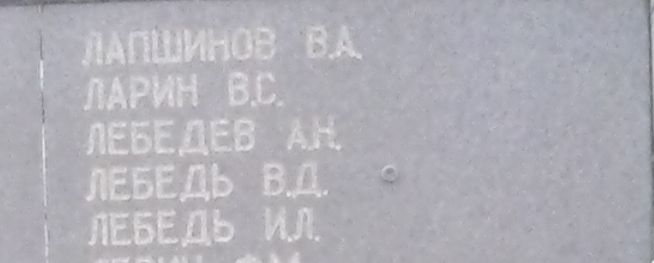 ЛАПШИНОВ В.А.
ЛАРИН В.С.
ЛЕБЕДЕВ А.Н.
ЛЕБЕДЬ В.Д.
ЛЕБЕДЬ И.Л.